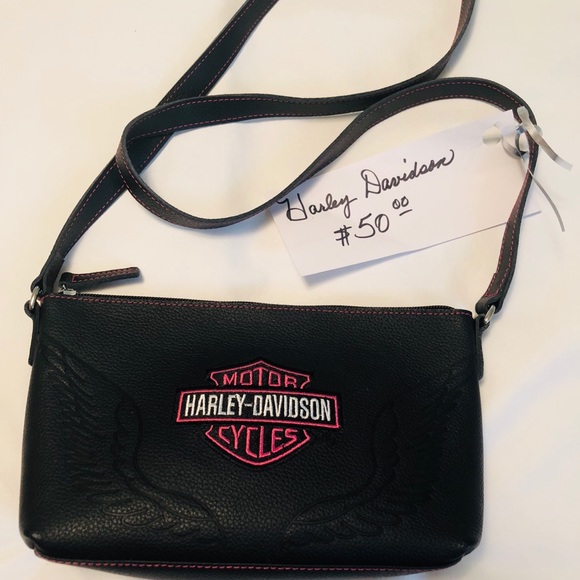 Harley Davidson
$50.00
MOTOR
HARLEY-DAVIDSON
CYCLES